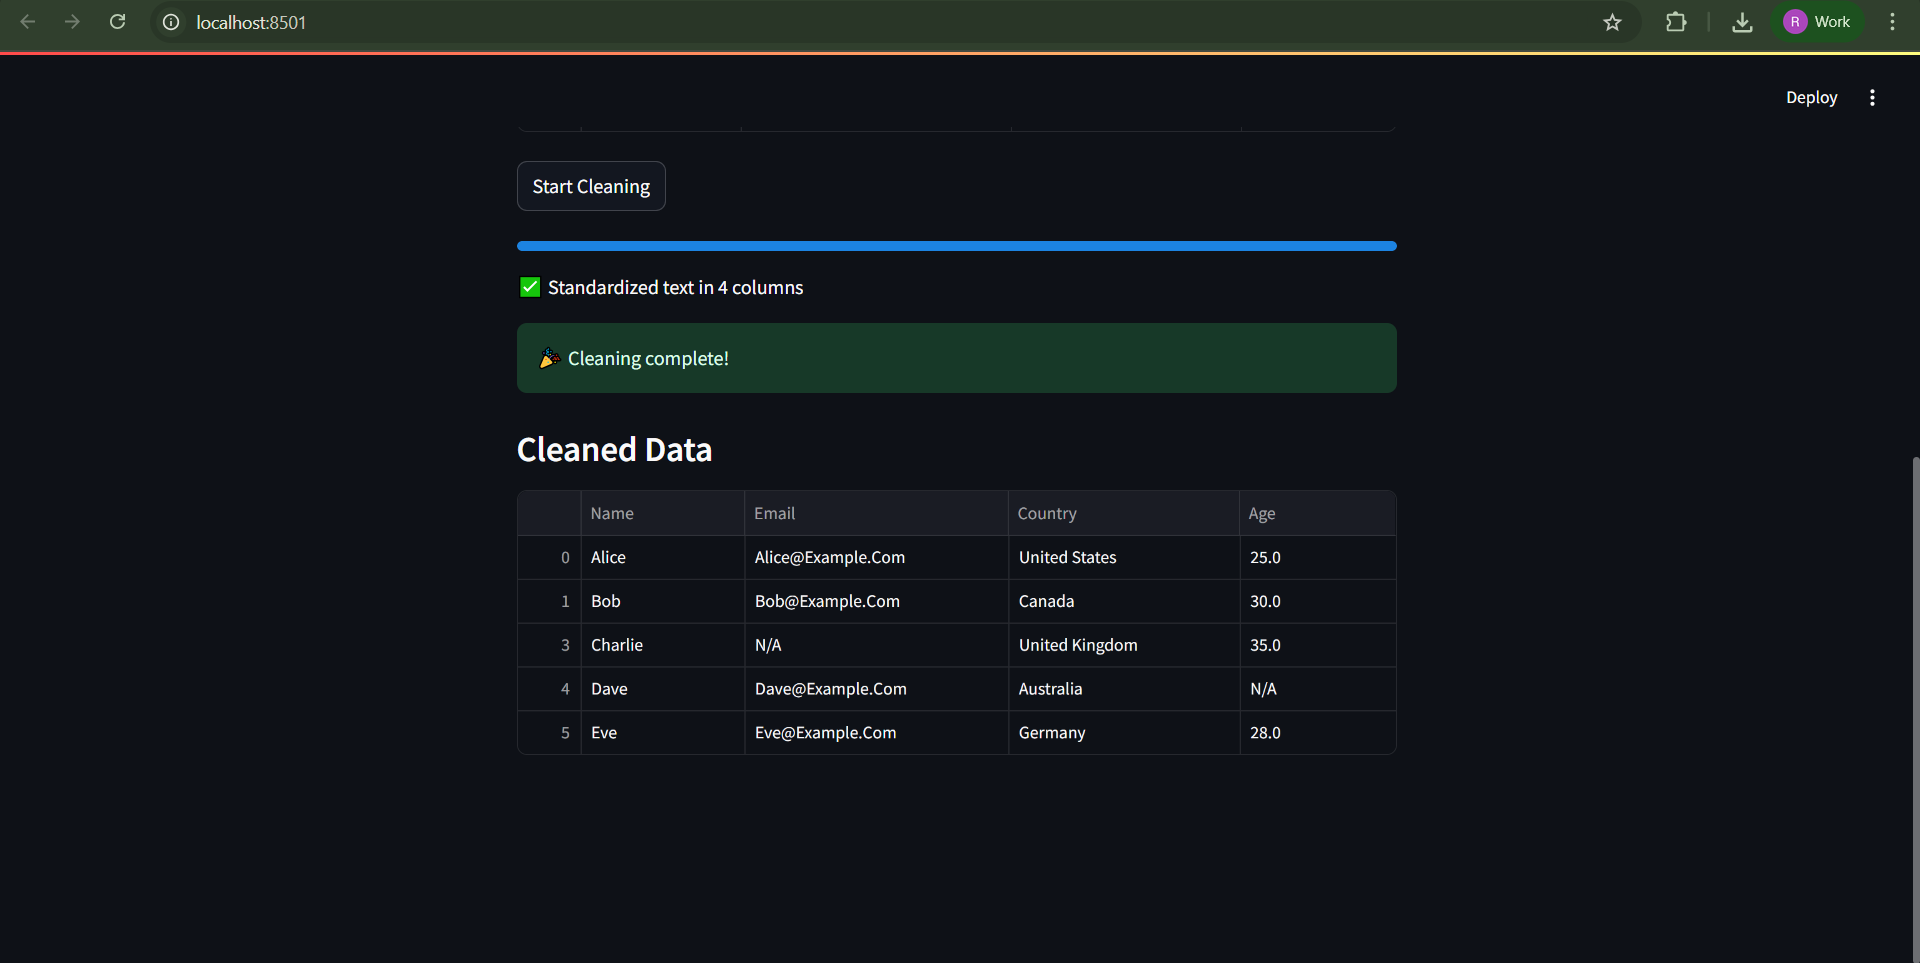 localhost:8501
R Work
Deploy
Start Cleaning
✅ Standardized text in 4 columns
🎉 Cleaning complete!
Cleaned Data
Name Email Country Age
0 Alice Alice@Example.Com United States 25.0
1 Bob Bob@Example.Com Canada 30.0
3 Charlie N/A United Kingdom 35.0
4 Dave Dave@Example.Com Australia N/A
5 Eve Eve@Example.Com Germany 28.0